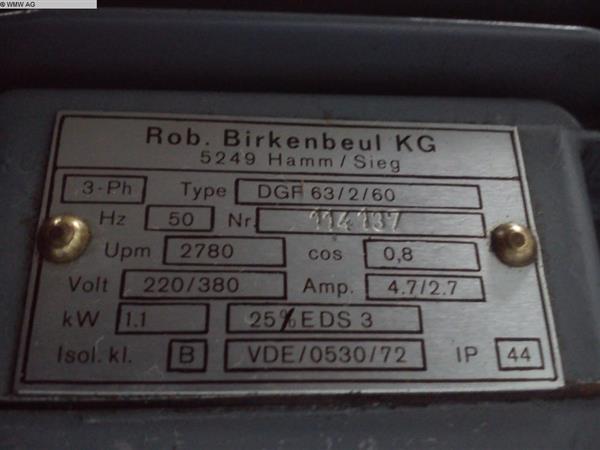 © WMW AG
Rob. Birkenbeul KG
5249 Hamm/Sieg
3-Ph Type DGF 63/2/60
Hz 50 Nr. 114137
Upm 2780 cos 0,8
Volt 220/380 Amp. 4.7/2.7
kW 1.1 25% EDS 3
Isol. kl. B VDE/0530/72 IP 44